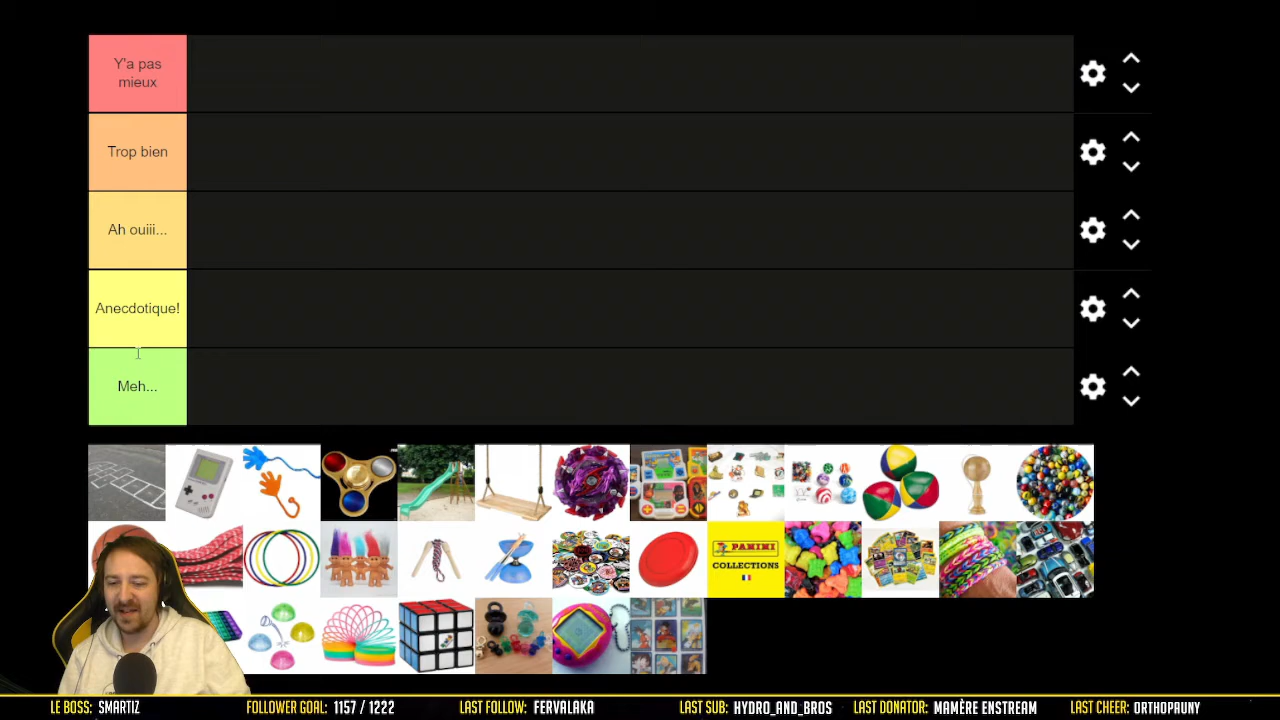 Y'a pas
mieux
Trop bien
Ah ouiii...
Anecdotique!
Meh...
PANINI
COLLECTIONS
LE BOSS: SMARTIZ
FOLLOWER GOAL: 1157 / 1222
LAST FOLLOW: FERVALAKA
LAST SUB: HYDRO_AND_BROS
LAST DONATOR: MAMÈRE ENSTREAM
LAST CHEER: ORTHOPAUNY